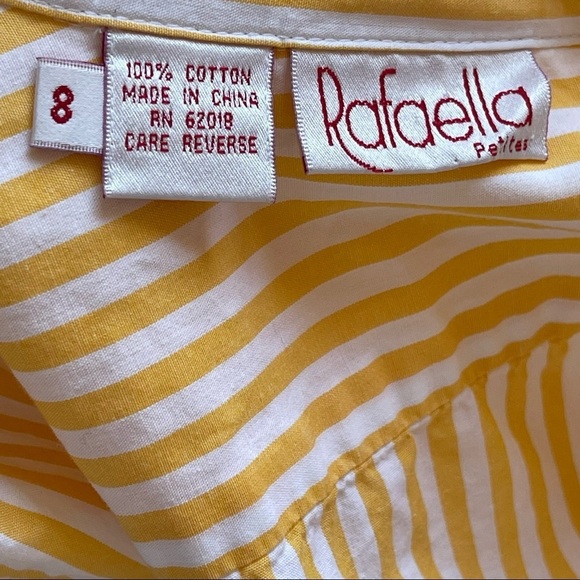 8
100% COTTON
MADE IN CHINA
RN 62018
CARE REVERSE
Rafaella
Petites